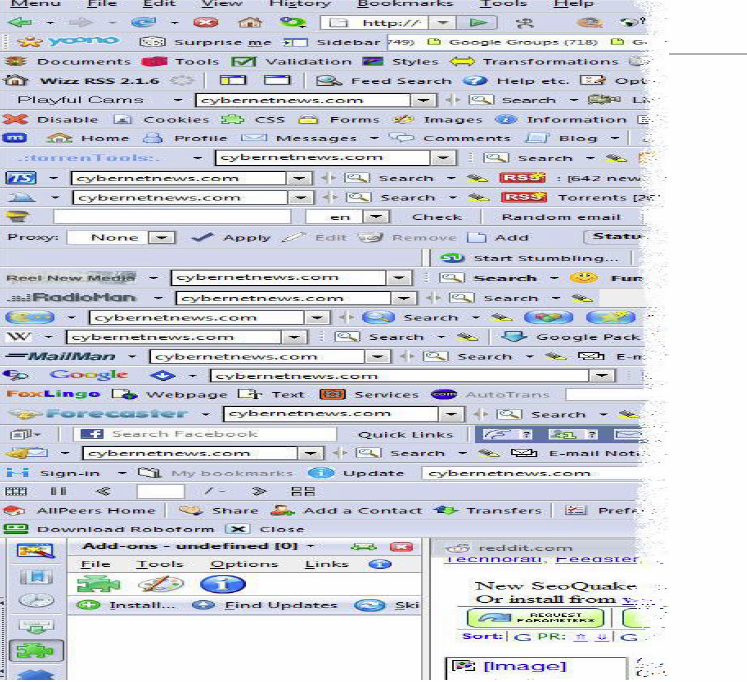 Menu File Edit View History Bookmarks Tools Help
http://
Surprise me Sidebar 749) Google Groups (718) G
Documents Tools Validation Styles Transformations
Wizz RSS 2.1.6 Feed Search Help etc. Opt
Playful Cams cybernetnews.com Search Li
Disable Cookies CSS Forms Images Information
Home Profile Messages Comments Blog
.:torrenTools:. cybernetnews.com Search
cybernetnews.com Search RSS : [642 new
cybernetnews.com Search RSS Torrents [2
en Check Random email
Proxy: None Apply Edit Remove Add Statu
Start Stumbling...
Reel New Media cybernetnews.com Search Fun
RadioMan cybernetnews.com Search
cybernetnews.com Search
W cybernetnews.com Search Google Pack
MailMan cybernetnews.com Search E-m
Google cybernetnews.com
FoxLingo Webpage Text Services AutoTrans
Forecaster cybernetnews.com Search
Search Facebook Quick Links ? ?
cybernetnews.com Search E-mail Noti
Sign-in My bookmarks Update cybernetnews.com
/ -
AllPeers Home Share Add a Contact Transfers Prefe
Download Roboform Close
Add-ons - undefined [0]
reddit.com
File Tools Options Links
Technorati, Feedster
New SeoQuake
Or install from
Install... Find Updates Ski
REQUEST PARAMETERS
Sort: G PR: G
[Image]